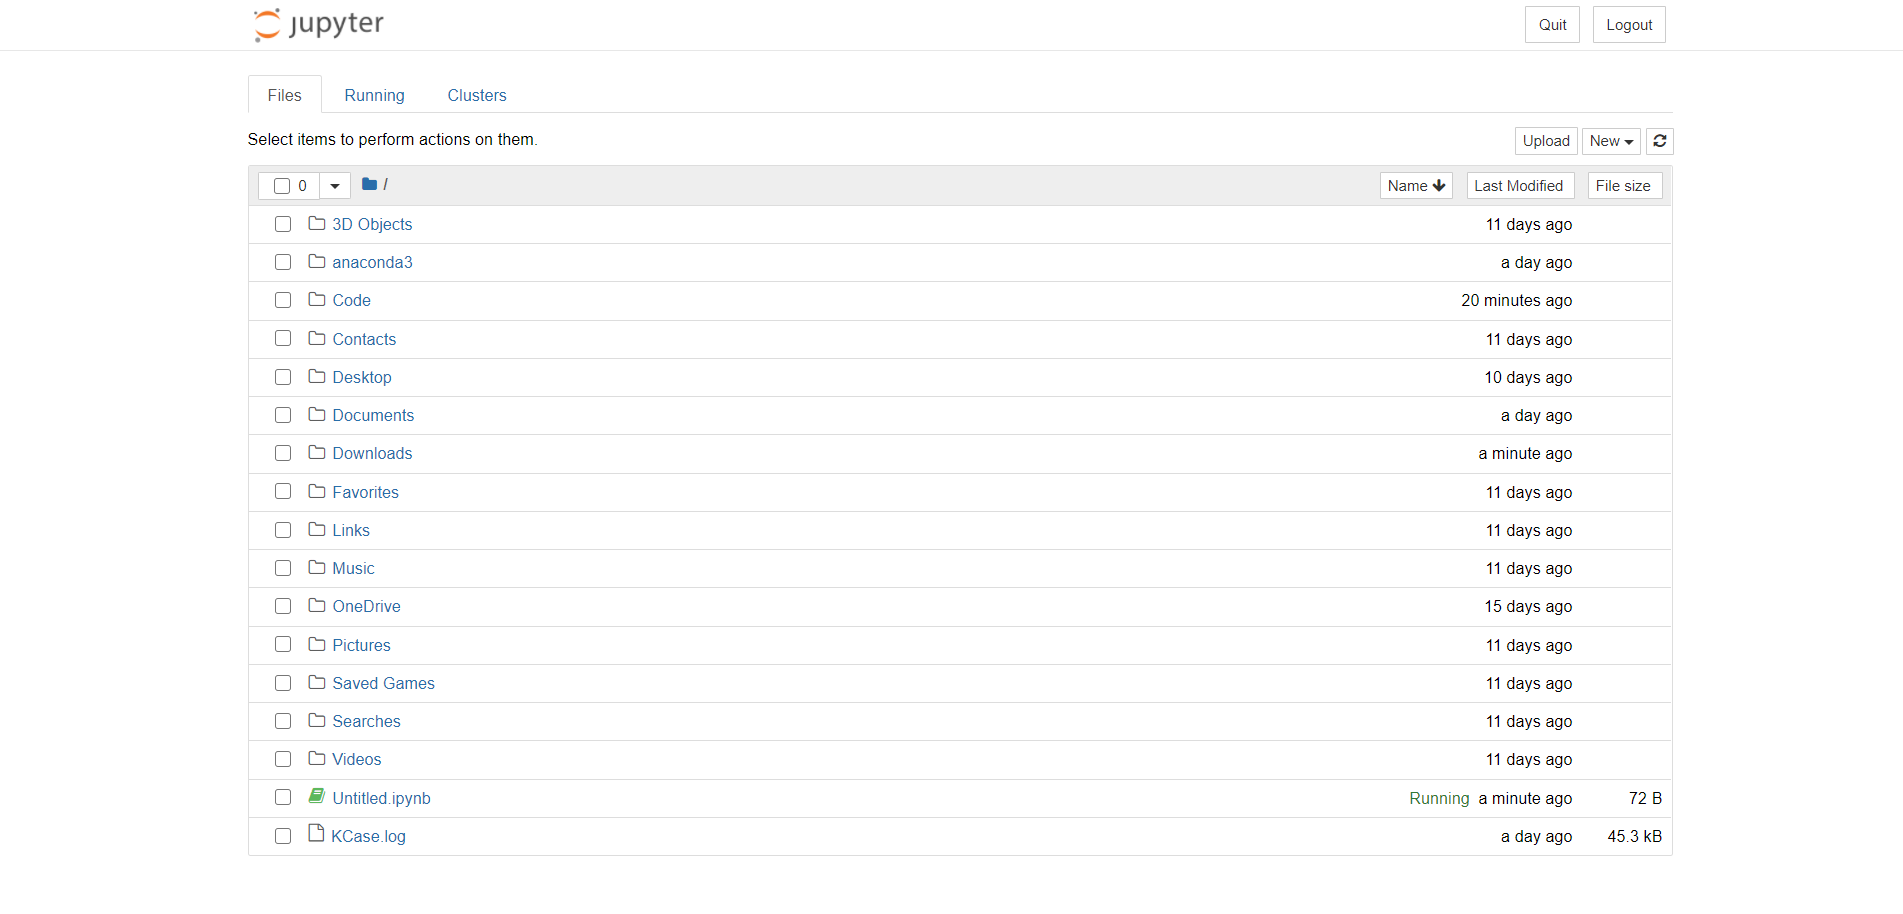 jupyter
Quit Logout
Files Running Clusters
Select items to perform actions on them.
Upload New
0 / Name Last Modified File size
3D Objects 11 days ago
anaconda3 a day ago
Code 20 minutes ago
Contacts 11 days ago
Desktop 10 days ago
Documents a day ago
Downloads a minute ago
Favorites 11 days ago
Links 11 days ago
Music 11 days ago
OneDrive 15 days ago
Pictures 11 days ago
Saved Games 11 days ago
Searches 11 days ago
Videos 11 days ago
Untitled.ipynb Running a minute ago 72 B
KCase.log a day ago 45.3 kB